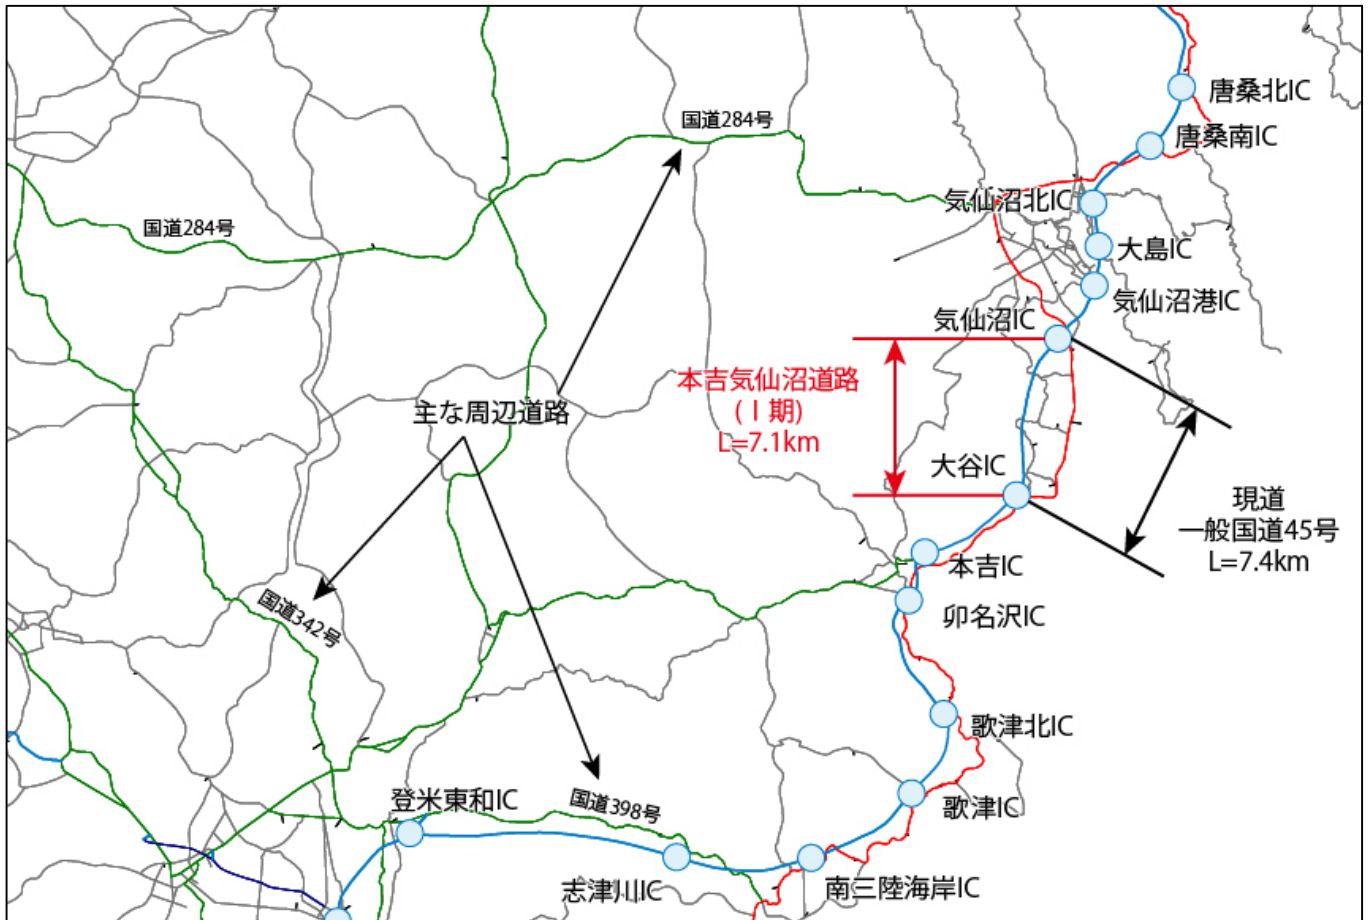 唐桑北IC
国道284号
唐桑南IC
気仙沼北IC
国道284号
大島IC
気仙沼港IC
気仙沼IC
本吉気仙沼道路
(Ⅰ期)
L=7.1km
主な周辺道路
大谷IC
現道
一般国道45号
L=7.4km
本吉IC
国道342号
卯名沢IC
歌津北IC
登米東和IC
国道398号
歌津IC
志津川IC
南三陸海岸IC